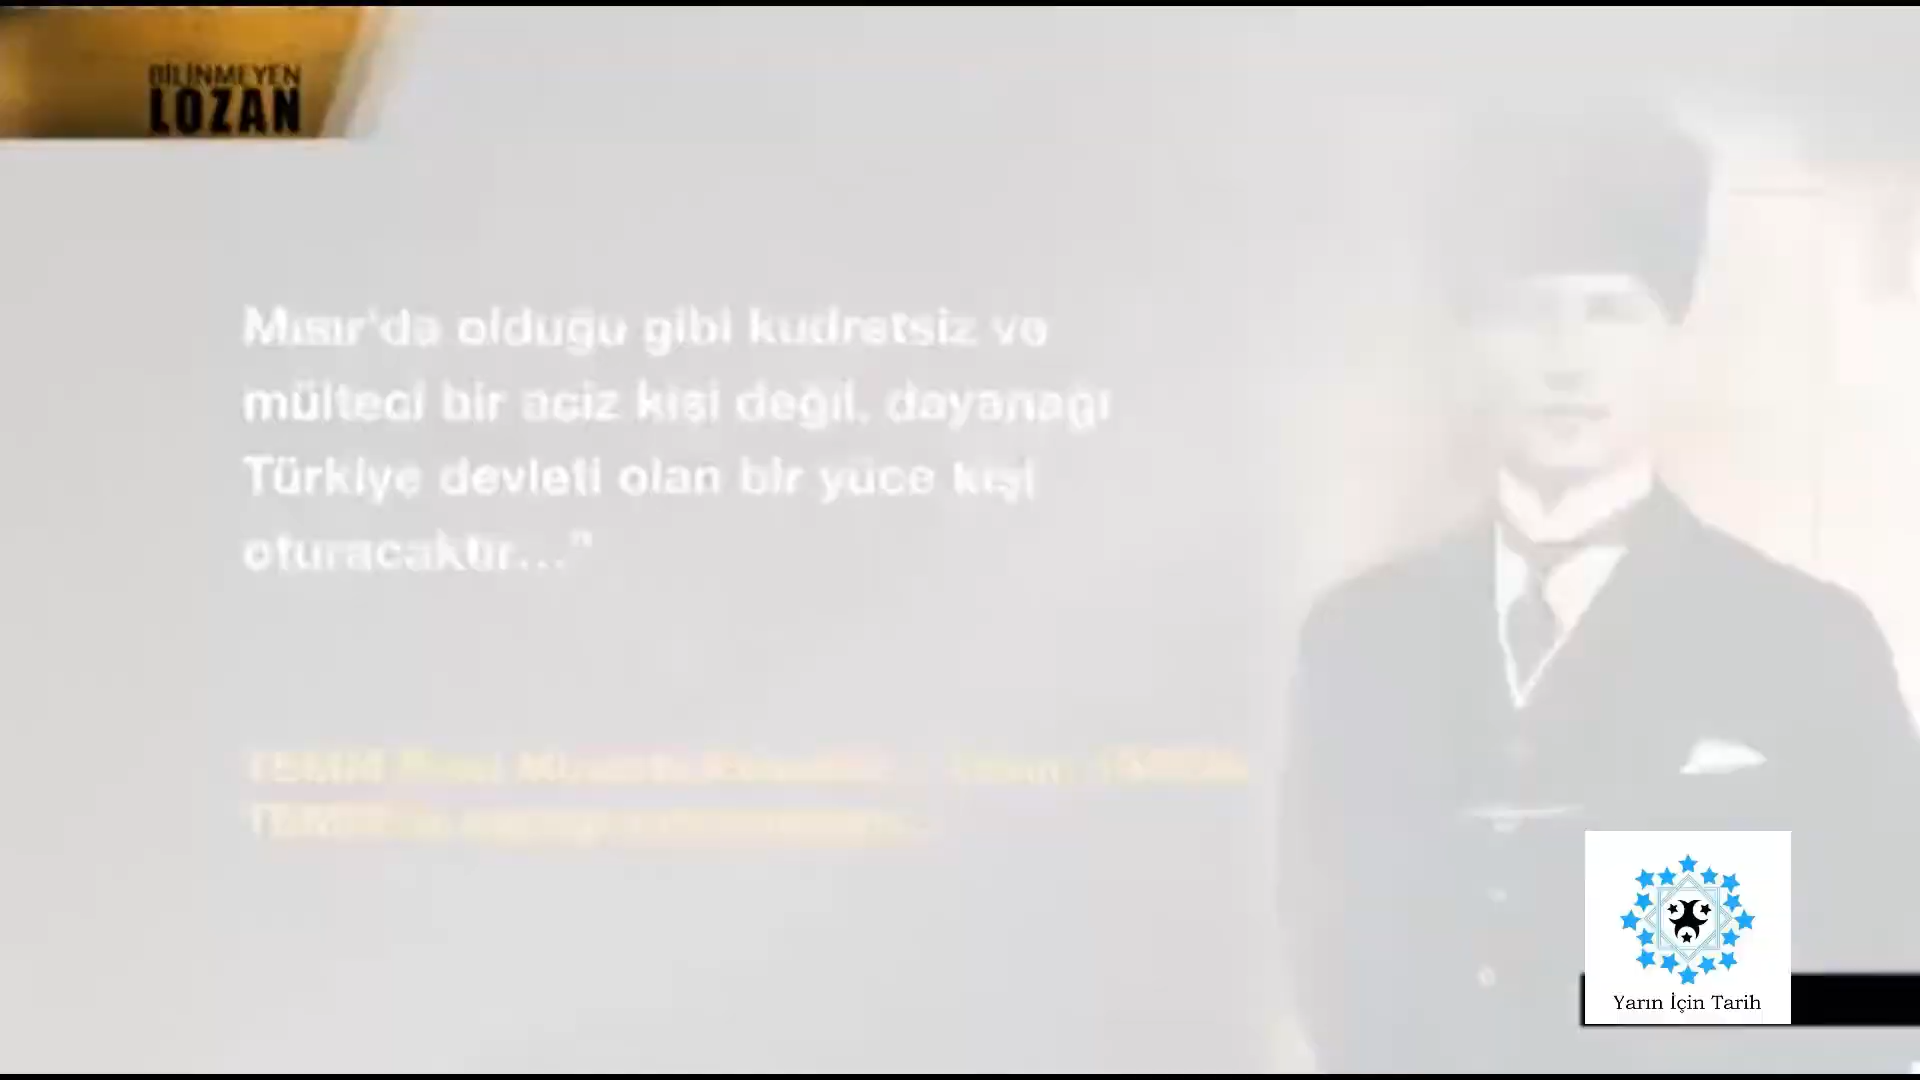 BİLİNMEYEN
LOZAN
Mısır'da olduğu gibi kudretsiz ve
mülteci bir aciz kişi değil, dayanağı
Türkiye devleti olan bir yüce kişi
oturacaktır..."
Yarın İçin Tarih